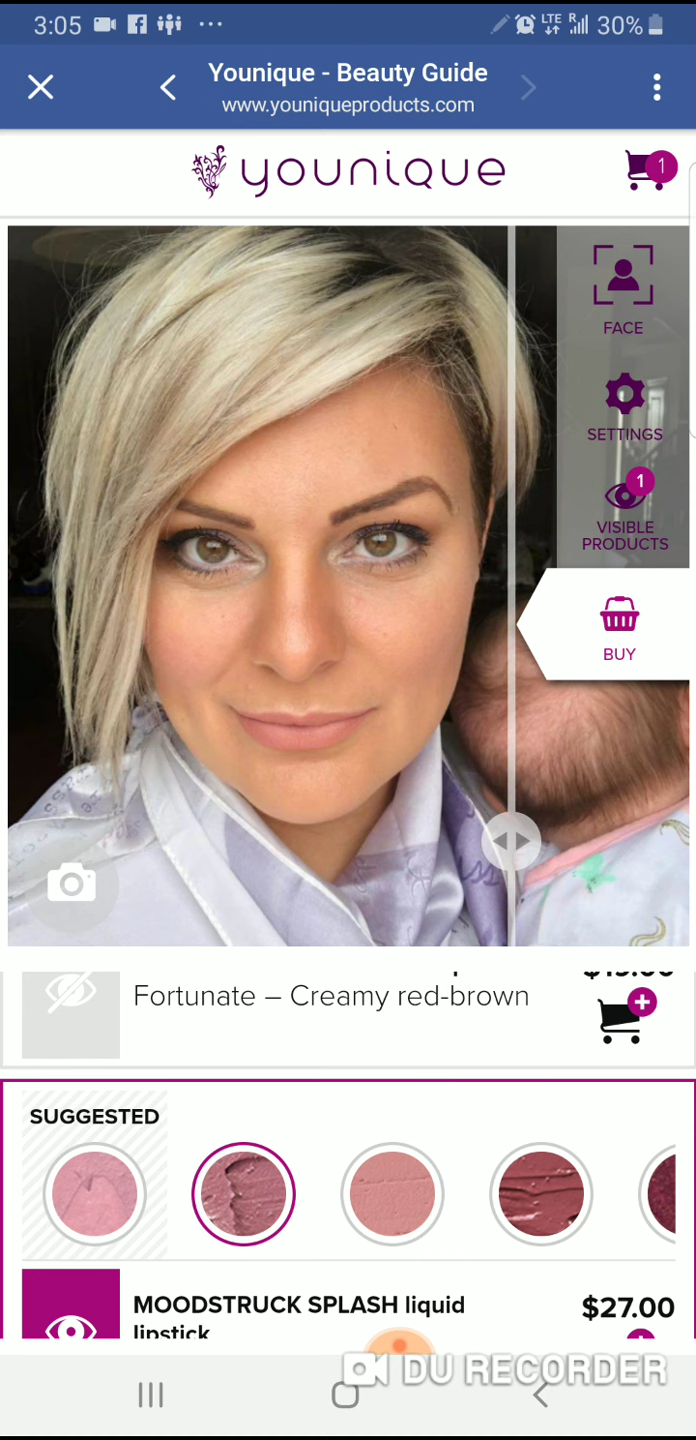 3:05
LTE
R
30%
Younique - Beauty Guide
www.youniqueproducts.com
younique
1
FACE
SETTINGS
1
VISIBLE
PRODUCTS
BUY
Fortunate – Creamy red-brown
SUGGESTED
MOODSTRUCK SPLASH liquid
lipstick
$27.00
DU RECORDER